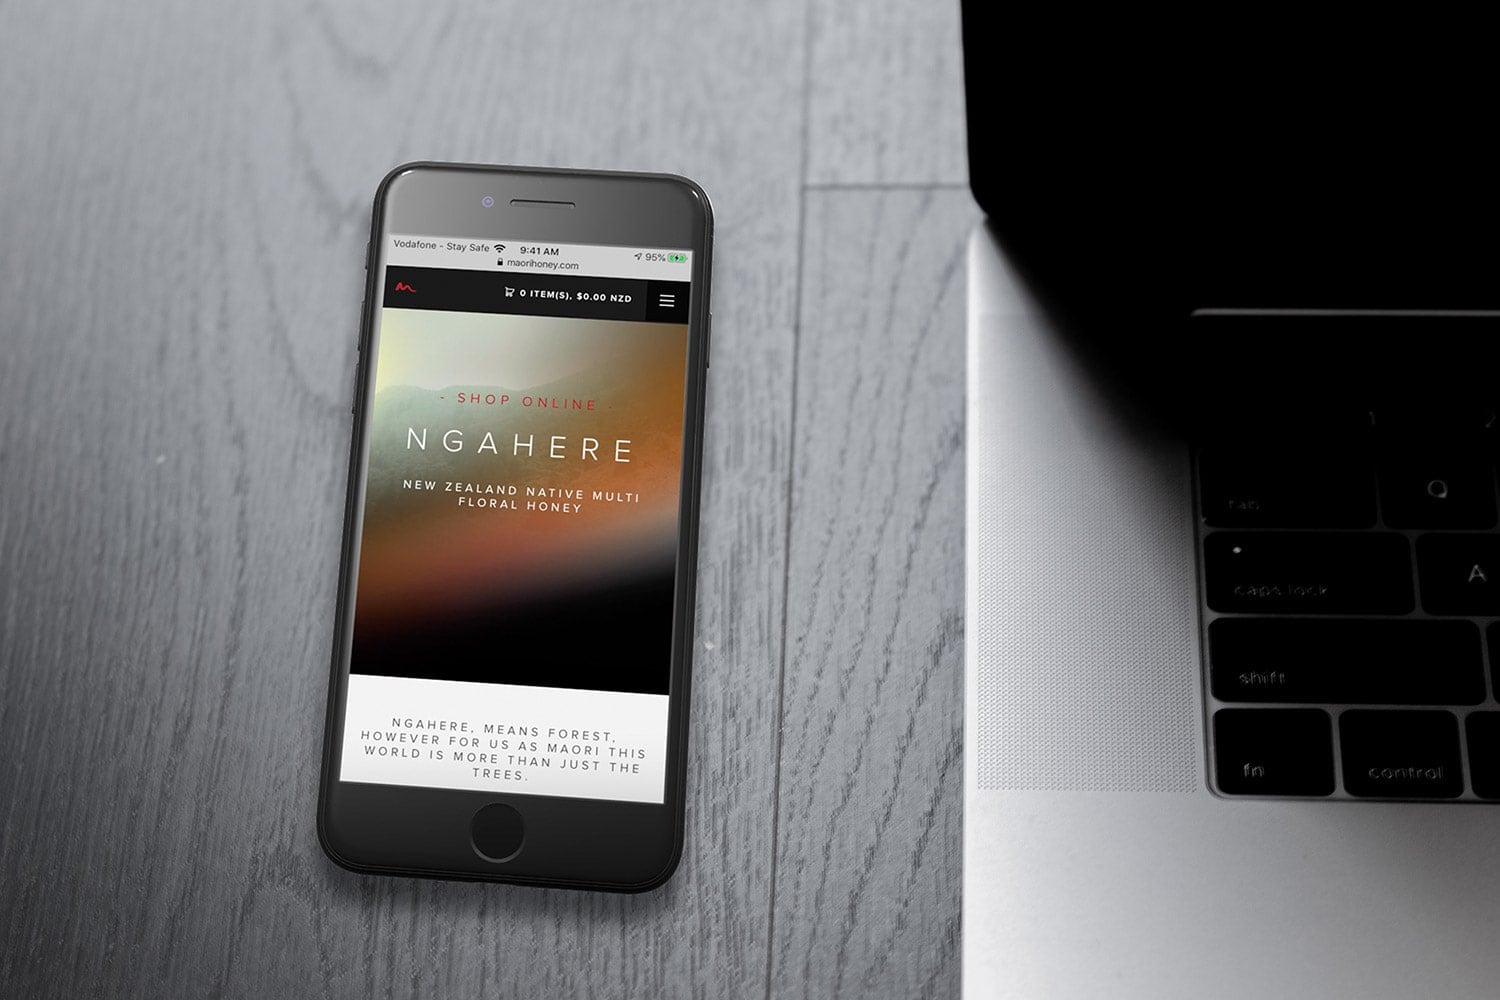 Vodafone - Stay Safe 9:41 AM 95%
maorihoney.com
0 ITEM(S), $0.00 NZD
- SHOP ONLINE -
NGAHERE
NEW ZEALAND NATIVE MULTI
FLORAL HONEY
NGAHERE, MEANS FOREST,
HOWEVER FOR US AS MAORI THIS
WORLD IS MORE THAN JUST THE
TREES.
tab Q
caps lock A
shift
fn control